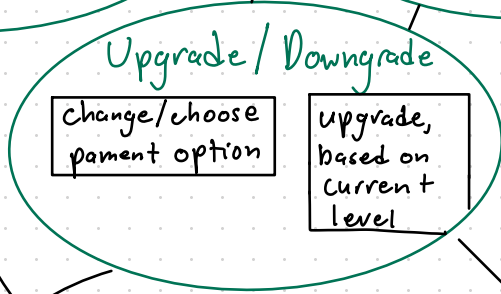 Upgrade/Downgrade
change/choose
pament option
upgrade,
based on
current
level